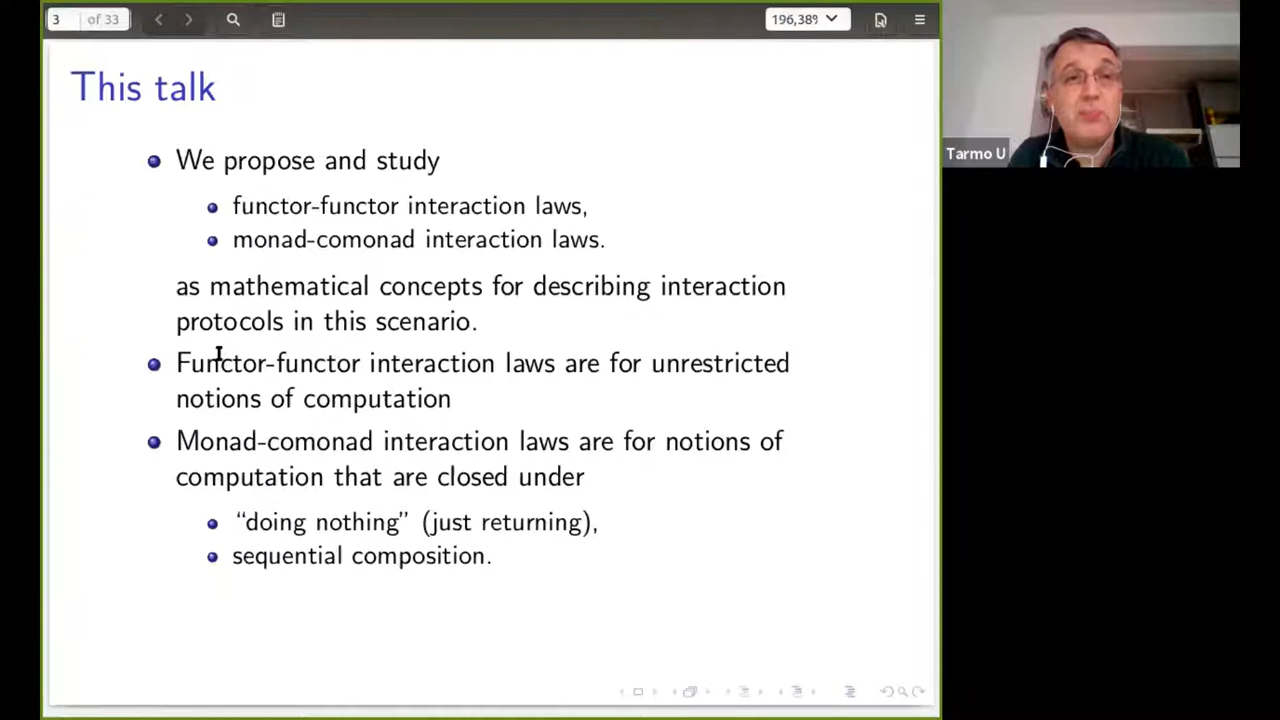 3 of 33
196,38%
This talk
We propose and study
functor-functor interaction laws,
monad-comonad interaction laws.
as mathematical concepts for describing interaction
protocols in this scenario.
Functor-functor interaction laws are for unrestricted
notions of computation
Monad-comonad interaction laws are for notions of
computation that are closed under
“doing nothing” (just returning),
sequential composition.
Tarmo U